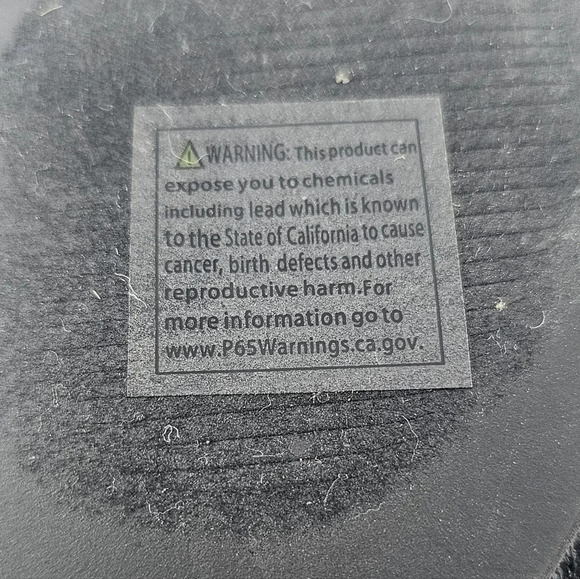 ⚠WARNING: This product can
expose you to chemicals
including lead which is known
to the State of California to cause
cancer, birth defects and other
reproductive harm.For
more information go to
www.P65Warnings.ca.gov.